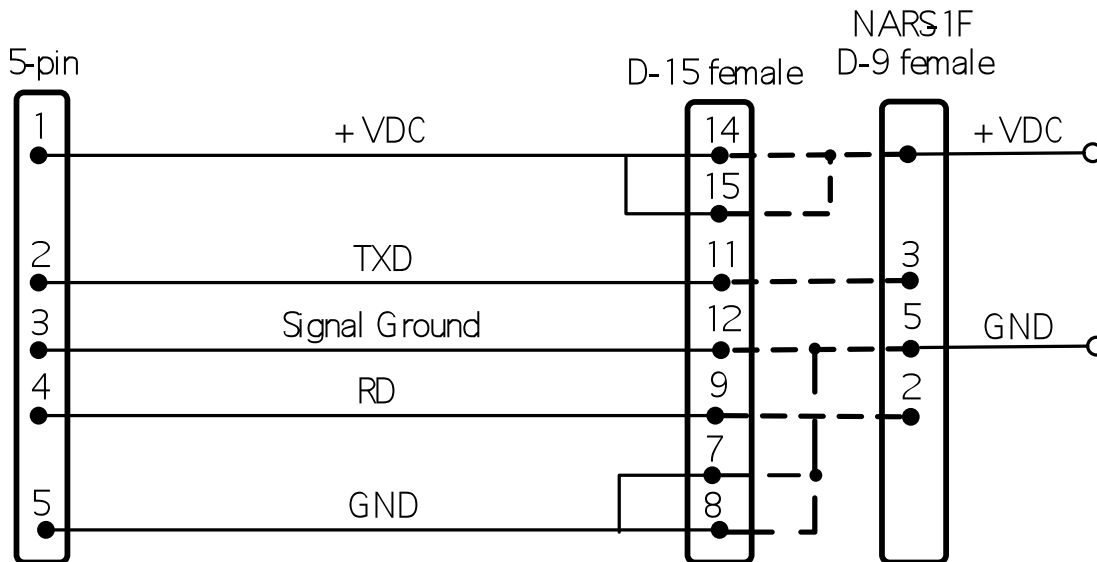 NARS-1F
5-pin
D-15 female
D-9 female
1
+VDC
14
+VDC
15
2
TXD
11
3
3
Signal Ground
12
5
GND
4
RD
9
2
7
5
GND
8